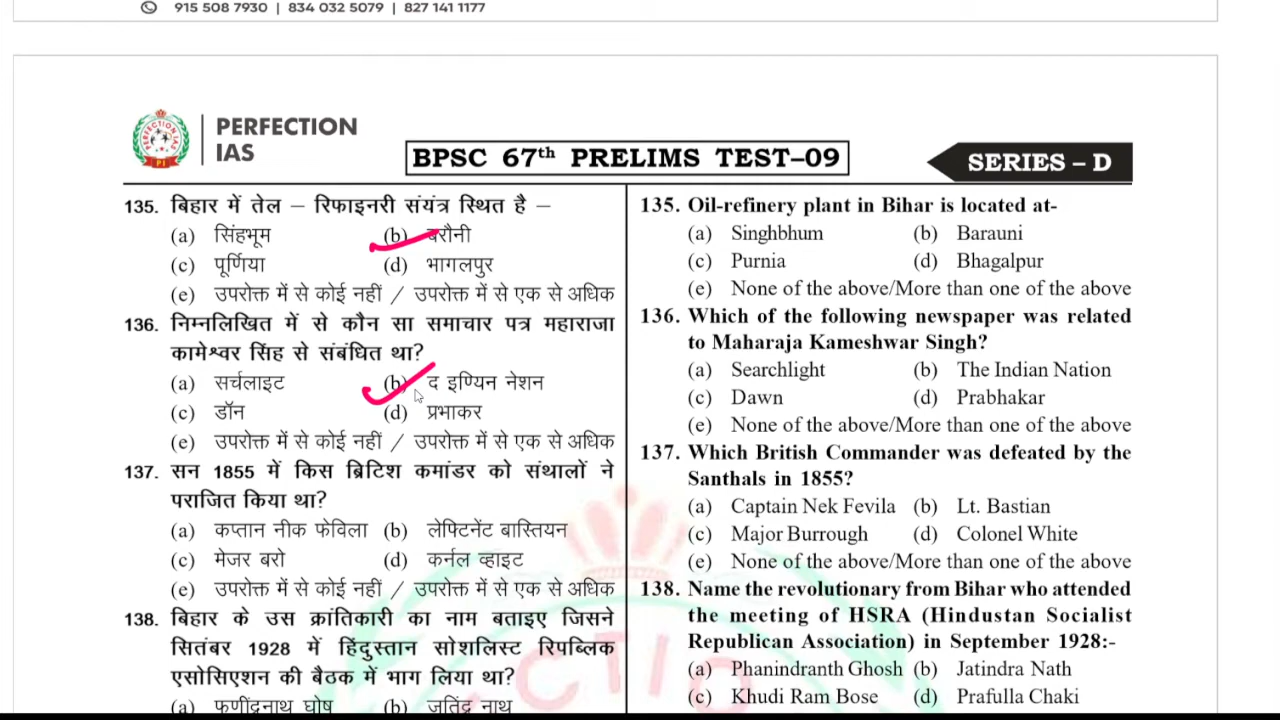 915 508 7930 | 834 032 5079 | 827 141 1177
PERFECTION
IAS
BPSC 67th PRELIMS TEST–09
SERIES – D
135. बिहार में तेल – रिफाइनरी संयंत्र स्थित है –
(a) सिंहभूम (b) बरौनी
(c) पूर्णिया (d) भागलपुर
(e) उपरोक्त में से कोई नहीं / उपरोक्त में से एक से अधिक
136. निम्नलिखित में से कौन सा समाचार पत्र महाराजा
कामेश्वर सिंह से संबंधित था?
(a) सर्चलाइट (b) द इण्यिन नेशन
(c) डॉन (d) प्रभाकर
(e) उपरोक्त में से कोई नहीं / उपरोक्त में से एक से अधिक
137. सन 1855 में किस ब्रिटिश कमांडर को संथालों ने
पराजित किया था?
(a) कप्तान नीक फेविला (b) लेफ्टिनेंट बास्तियन
(c) मेजर बरो (d) कर्नल व्हाइट
(e) उपरोक्त में से कोई नहीं / उपरोक्त में से एक से अधिक
138. बिहार के उस क्रांतिकारी का नाम बताइए जिसने
सितंबर 1928 में हिंदुस्तान सोशलिस्ट रिपब्लिक
एसोसिएशन की बैठक में भाग लिया था?
(a) फणींद्रनाथ घोष (b) जतिंद्र नाथ
135. Oil-refinery plant in Bihar is located at-
(a) Singhbhum (b) Barauni
(c) Purnia (d) Bhagalpur
(e) None of the above/More than one of the above
136. Which of the following newspaper was related
to Maharaja Kameshwar Singh?
(a) Searchlight (b) The Indian Nation
(c) Dawn (d) Prabhakar
(e) None of the above/More than one of the above
137. Which British Commander was defeated by the
Santhals in 1855?
(a) Captain Nek Fevila (b) Lt. Bastian
(c) Major Burrough (d) Colonel White
(e) None of the above/More than one of the above
138. Name the revolutionary from Bihar who attended
the meeting of HSRA (Hindustan Socialist
Republican Association) in September 1928:-
(a) Phanindranth Ghosh (b) Jatindra Nath
(c) Khudi Ram Bose (d) Prafulla Chaki